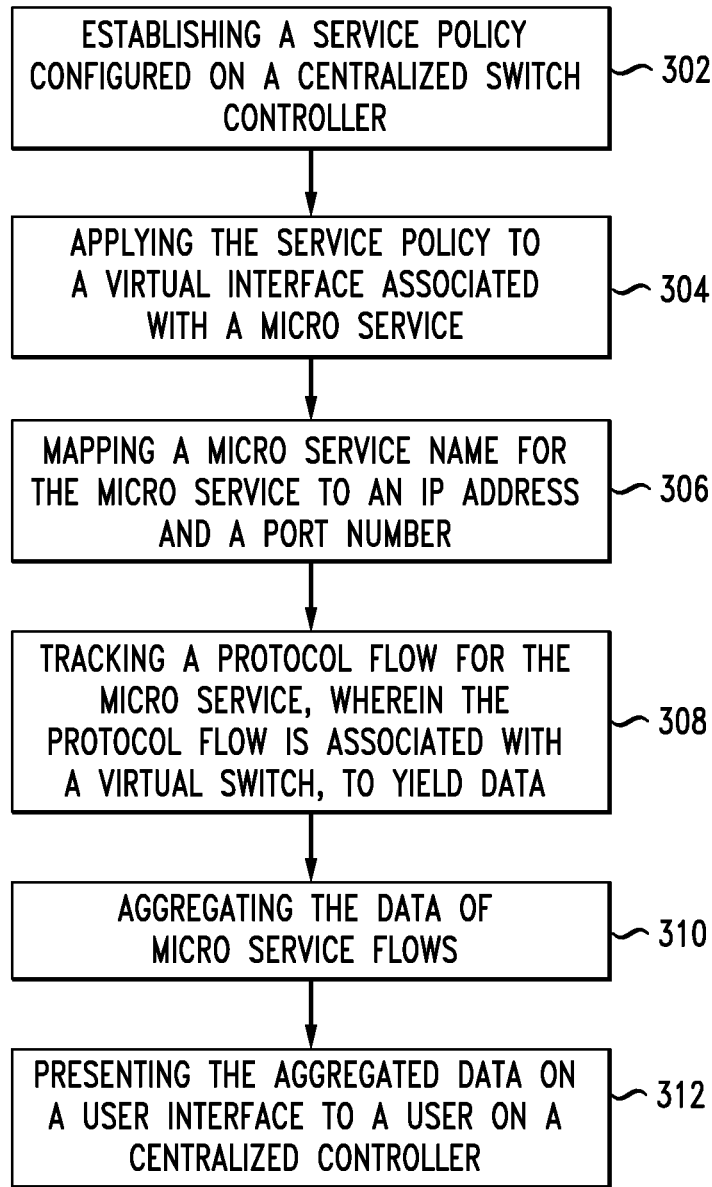 ESTABLISHING A SERVICE POLICY
CONFIGURED ON A CENTRALIZED SWITCH
CONTROLLER
302
APPLYING THE SERVICE POLICY TO
A VIRTUAL INTERFACE ASSOCIATED
WITH A MICRO SERVICE
304
MAPPING A MICRO SERVICE NAME FOR
THE MICRO SERVICE TO AN IP ADDRESS
AND A PORT NUMBER
306
TRACKING A PROTOCOL FLOW FOR THE
MICRO SERVICE, WHEREIN THE
PROTOCOL FLOW IS ASSOCIATED WITH
A VIRTUAL SWITCH, TO YIELD DATA
308
AGGREGATING THE DATA OF
MICRO SERVICE FLOWS
310
PRESENTING THE AGGREGATED DATA ON
A USER INTERFACE TO A USER ON A
CENTRALIZED CONTROLLER
312